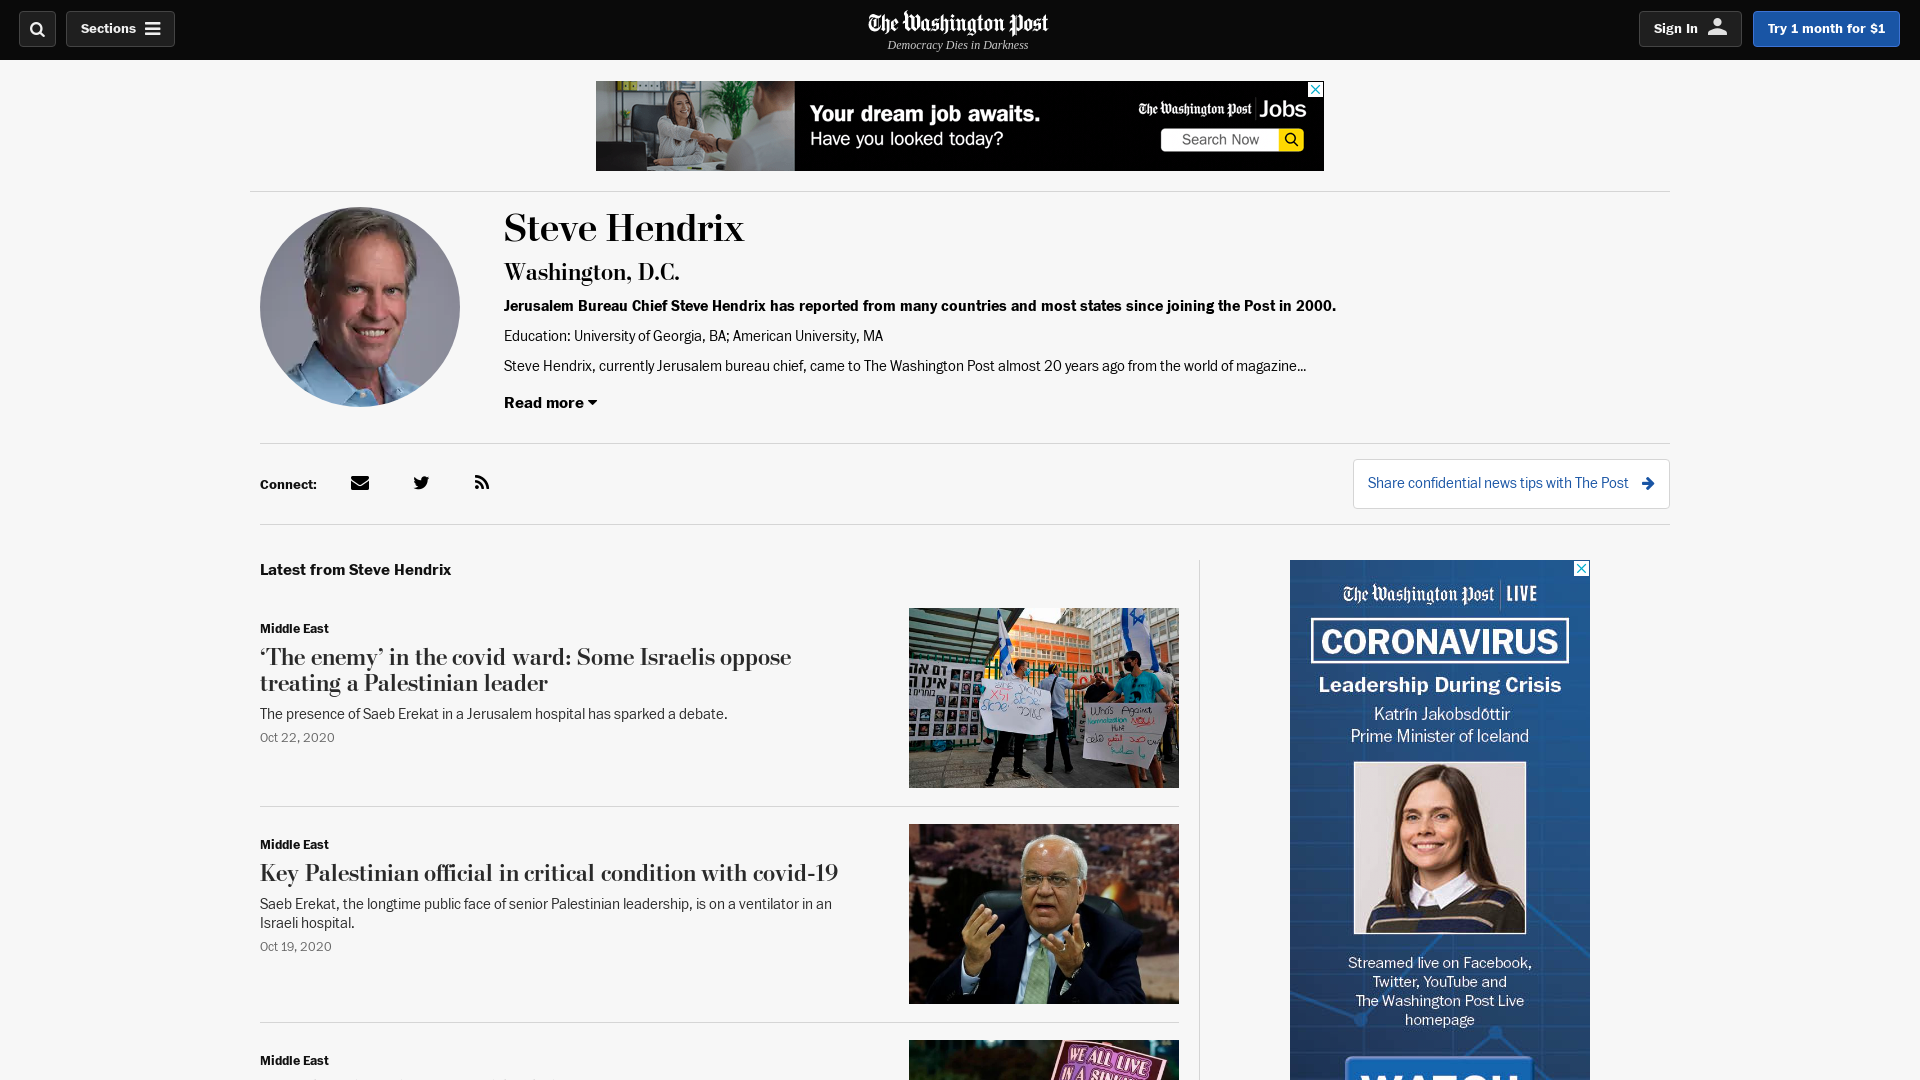 Sections
The Washington Post
Democracy Dies in Darkness
Sign In
Try 1 month for $1
Your dream job awaits.
Have you looked today?
The Washington Post Jobs
Search Now
Steve Hendrix
Washington, D.C.
Jerusalem Bureau Chief Steve Hendrix has reported from many countries and most states since joining the Post in 2000.
Education: University of Georgia, BA; American University, MA
Steve Hendrix, currently Jerusalem bureau chief, came to The Washington Post almost 20 years ago from the world of magazine...
Read more
Connect:
Share confidential news tips with The Post
Latest from Steve Hendrix
Middle East
‘The enemy’ in the covid ward: Some Israelis oppose
treating a Palestinian leader
The presence of Saeb Erekat in a Jerusalem hospital has sparked a debate.
Oct 22, 2020
דם אח
אינו ה
Who's Against
Normalization
Middle East
Key Palestinian official in critical condition with covid-19
Saeb Erekat, the longtime public face of senior Palestinian leadership, is on a ventilator in an
Israeli hospital.
Oct 19, 2020
Middle East
WE ALL LIVE
IN A
The Washington Post LIVE
CORONAVIRUS
Leadership During Crisis
Katrín Jakobsdóttir
Prime Minister of Iceland
Streamed live on Facebook,
Twitter, YouTube and
The Washington Post Live
homepage
WATCH